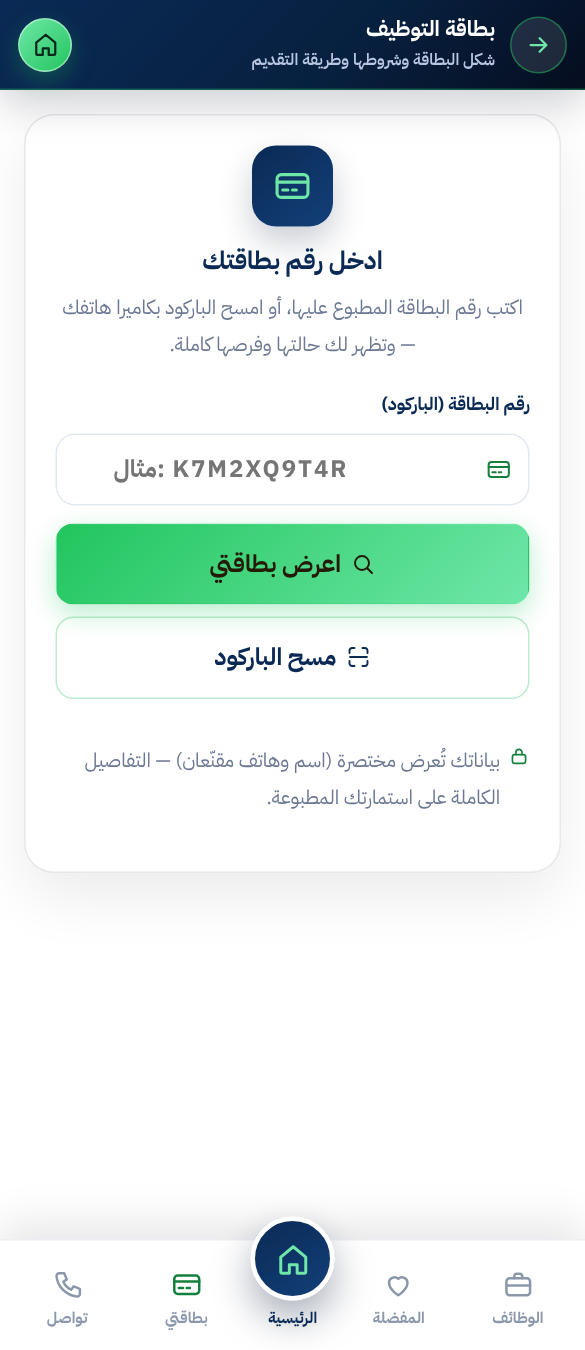 بطاقة التوظيف
شكل البطاقة وشروطها وطريقة التقديم
ادخل رقم بطاقتك
اكتب رقم البطاقة المطبوع عليها، أو امسح الباركود بكاميرا هاتفك
— وتظهر لك حالتها وفرصها كاملة.
رقم البطاقة (الباركود)
مثال: K7M2XQ9T4R
اعرض بطاقتي
مسح الباركود
بياناتك تُعرض مختصرة (اسم وهاتف مقنّعان) — التفاصيل
الكاملة على استمارتك المطبوعة.
الوظائف
المفضلة
الرئيسية
بطاقتي
تواصل